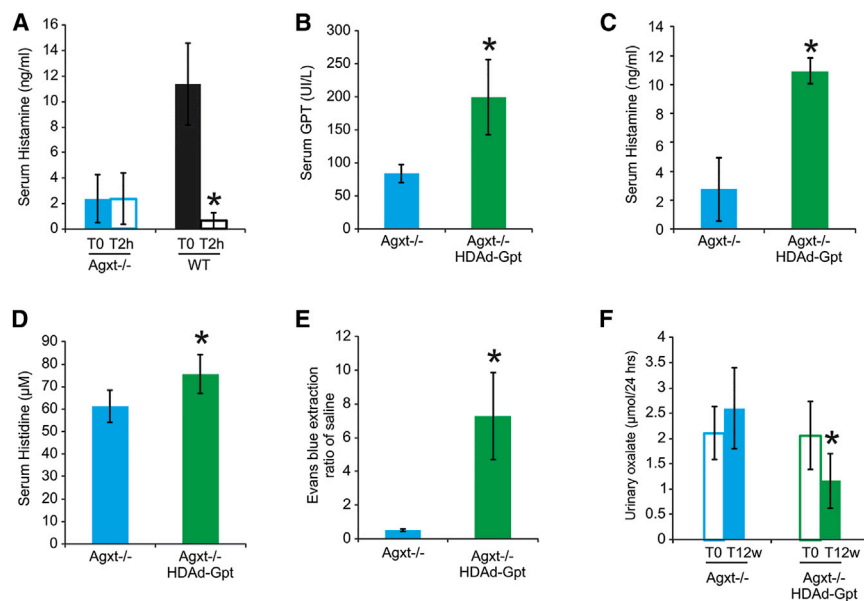 A
Serum Histamine (ng/ml)
16
14
12
10
8
6
4
2
0
*
T0 T2h
T0 T2h
Agxt-/-
WT
B
Serum GPT (UI/L)
300
250
200
150
100
50
0
*
Agxt-/-
Agxt-/-
HDAd-Gpt
C
Serum Histamine (ng/ml)
14
12
10
8
6
4
2
0
*
Agxt-/-
Agxt-/-
HDAd-Gpt
D
Serum Histidine (µM)
90
80
70
60
50
40
30
20
10
0
*
Agxt-/-
Agxt-/-
HDAd-Gpt
E
Evans blue extraction
ratio of saline
12
10
8
6
4
2
0
*
Agxt-/-
Agxt-/-
HDAd-Gpt
F
Urinary oxalate (µmol/24 hrs)
4
3.5
3
2.5
2
1.5
1
0.5
0
*
T0 T12w
T0 T12w
Agxt-/-
Agxt-/-
HDAd-Gpt